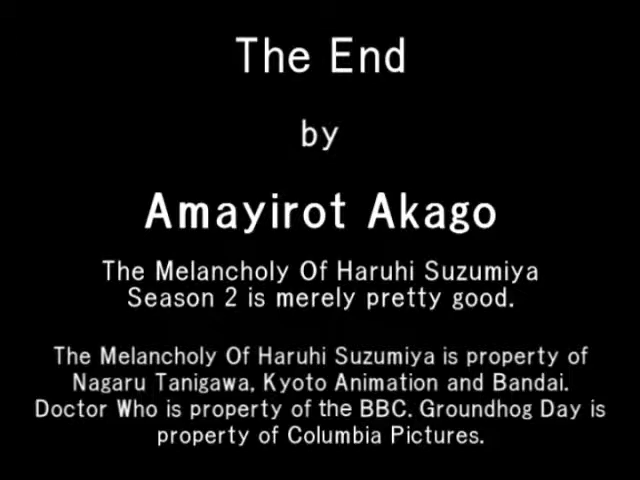 The End
by
Amayirot Akago
The Melancholy Of Haruhi Suzumiya
Season 2 is merely pretty good.
The Melancholy Of Haruhi Suzumiya is property of
Nagaru Tanigawa, Kyoto Animation and Bandai.
Doctor Who is property of the BBC. Groundhog Day is
property of Columbia Pictures.